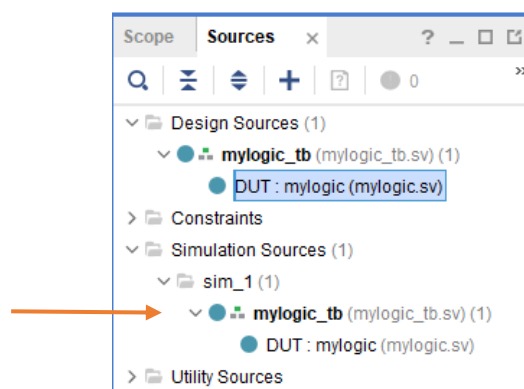 Scope Sources × ? _
0 »
Design Sources (1)
mylogic_tb (mylogic_tb.sv) (1)
DUT : mylogic (mylogic.sv)
Constraints
Simulation Sources (1)
sim_1 (1)
mylogic_tb (mylogic_tb.sv) (1)
DUT : mylogic (mylogic.sv)
Utility Sources